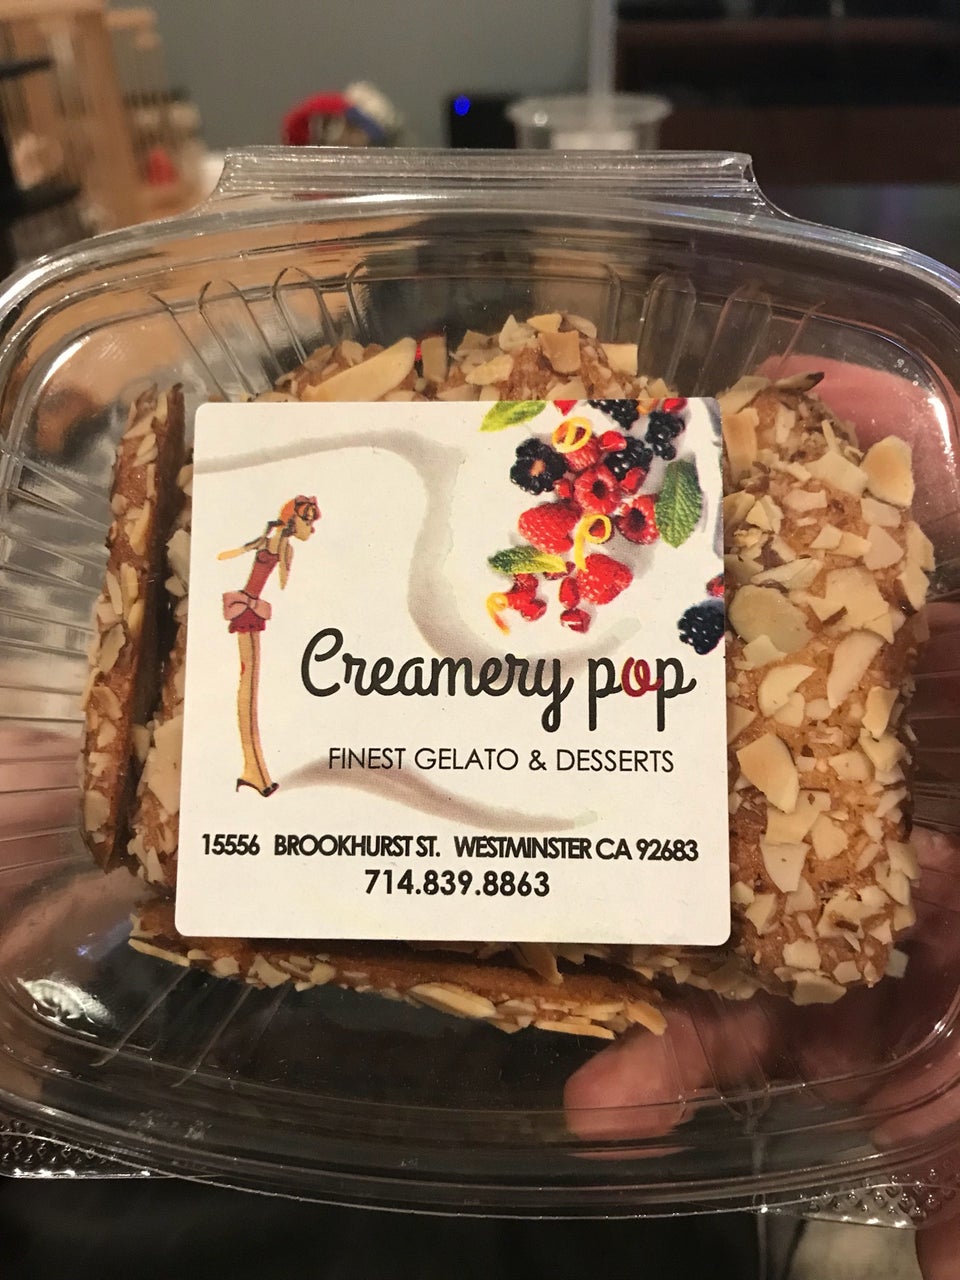 Creamery pop
FINEST GELATO & DESSERTS
15556 BROOKHURST ST. WESTMINSTER CA 92683
714.839.8863